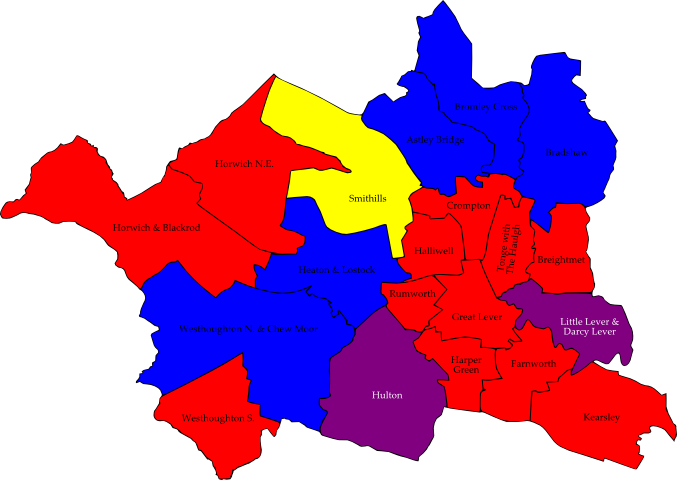 Bromley Cross
Astley Bridge
Bradshaw
Horwich N.E.
Smithills
Crompton
Horwich & Blackrod
Halliwell
Tonge with
The Haulgh
Breightmet
Heaton & Lostock
Rumworth
Great Lever
Little Lever &
Darcy Lever
Westhoughton N. & Chew Moor
Harper
Green
Farnworth
Hulton
Westhoughton S.
Kearsley